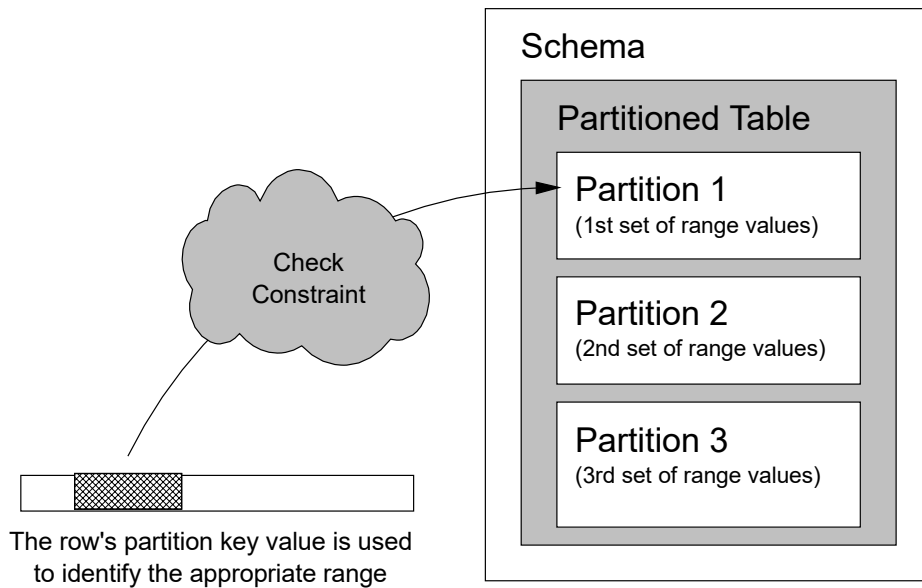 Schema
Partitioned Table
Partition 1
(1st set of range values)
Check
Constraint
Partition 2
(2nd set of range values)
Partition 3
(3rd set of range values)
The row's partition key value is used
to identify the appropriate range